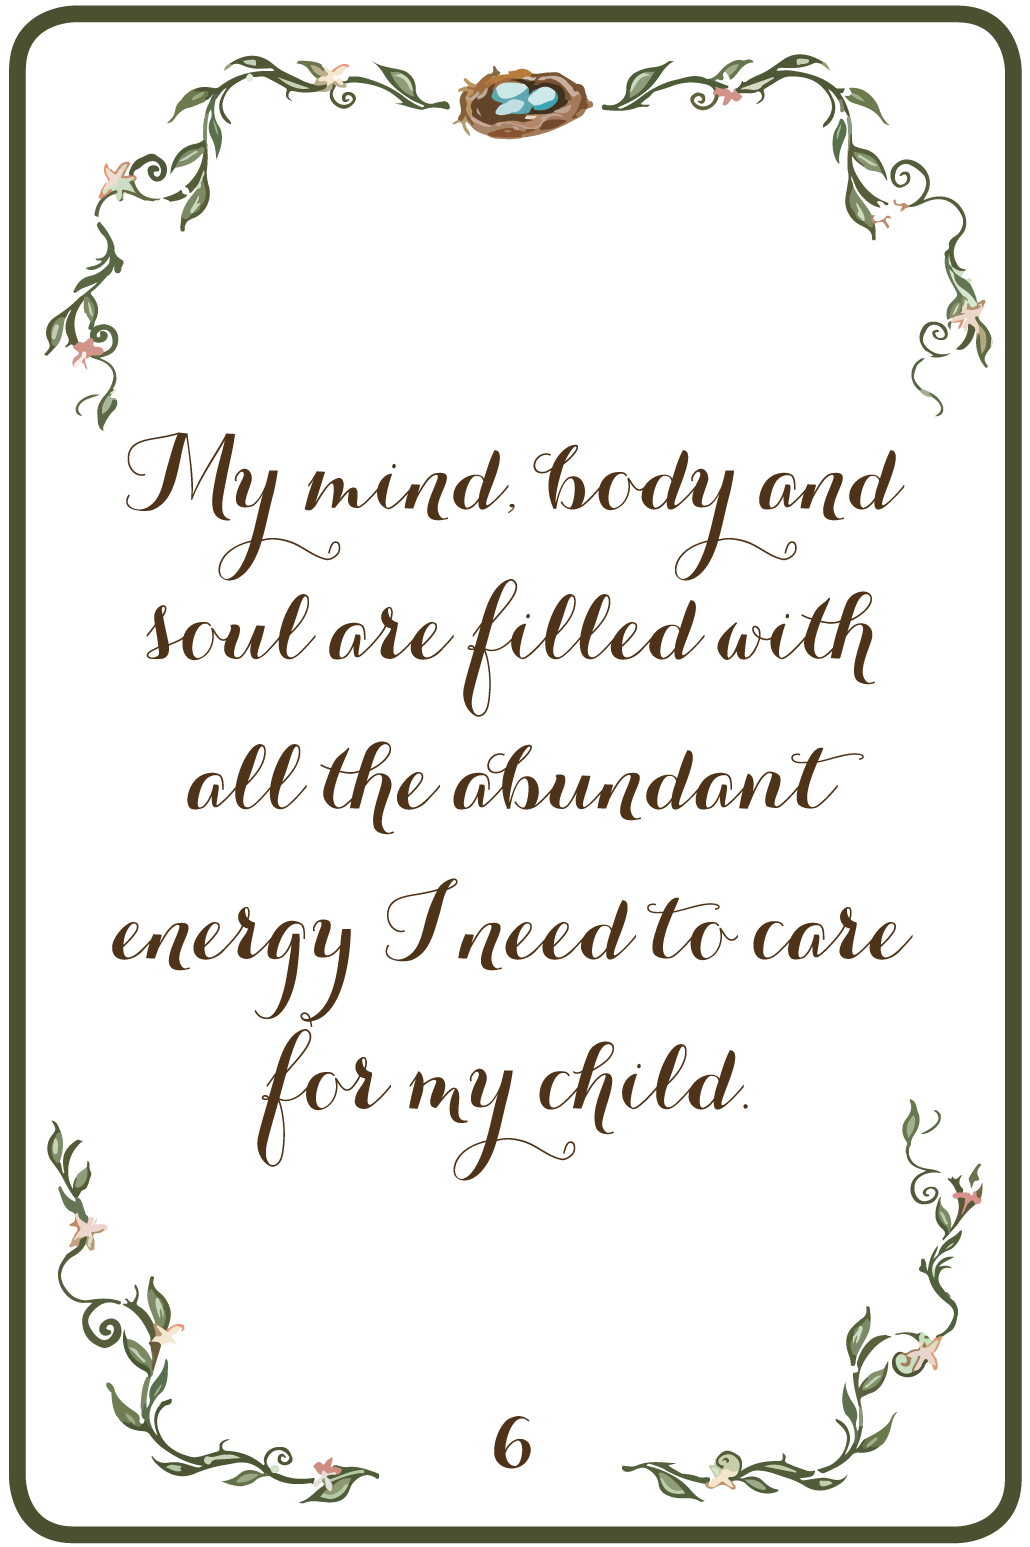 My mind, body and
soul are filled with
all the abundant
energy I need to care
for my child.
6